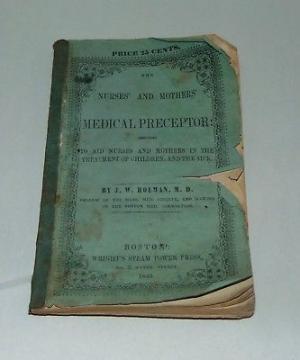 PRICE 25 CENTS.
THE
NURSES' AND MOTHERS'
MEDICAL PRECEPTOR:
TO AID NURSES AND MOTHERS IN THE
TREATMENT OF CHILDREN, AND THE SICK.
BY J. W. HOLMAN, M. D.
BOSTON:
WRIGHT'S STEAM POWER PRESS,